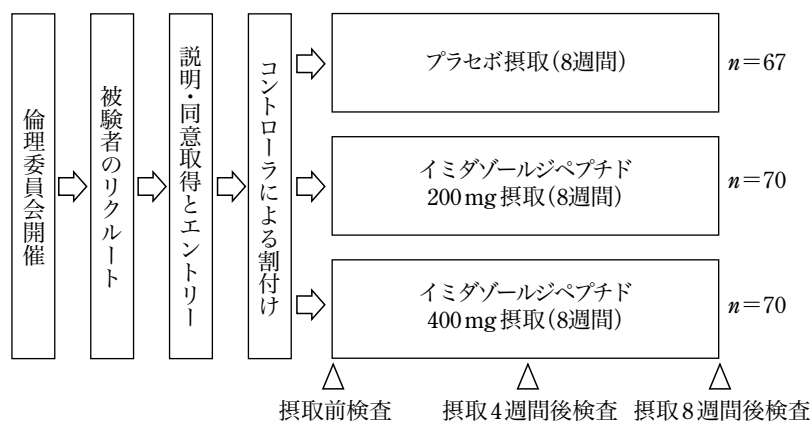 倫理委員会開催
被験者のリクルート
説明・同意取得とエントリー
コントローラによる割付け
プラセボ摂取(8週間)
n=67
イミダゾールジペプチド
200mg摂取(8週間)
n=70
イミダゾールジペプチド
400mg摂取(8週間)
n=70
摂取前検査
摂取4週間後検査
摂取8週間後検査